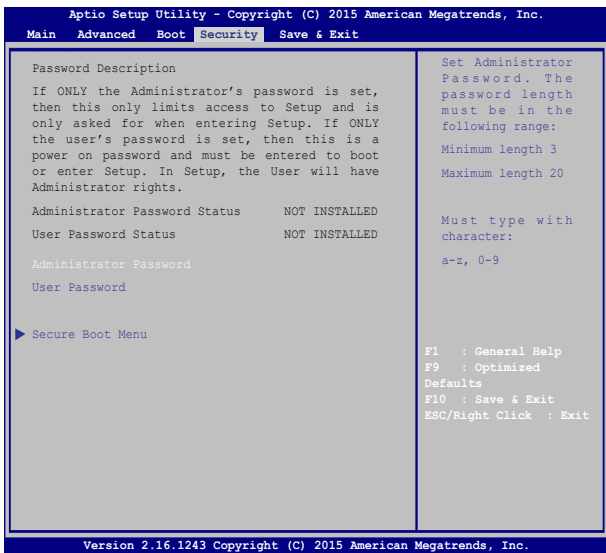 Aptio Setup Utility - Copyright (C) 2015 American Megatrends, Inc.
Main Advanced Boot Security Save & Exit
Password Description
If ONLY the Administrator's password is set,
then this only limits access to Setup and is
only asked for when entering Setup. If ONLY
the user's password is set, then this is a
power on password and must be entered to boot
or enter Setup. In Setup, the User will have
Administrator rights.
Administrator Password Status NOT INSTALLED
User Password Status NOT INSTALLED
Administrator Password
User Password
Secure Boot Menu
Set Administrator
Password. The
password length
must be in the
following range:
Minimum length 3
Maximum length 20
Must type with
character:
a-z, 0-9
F1 : General Help
F9 : Optimized
Defaults
F10 : Save & Exit
ESC/Right Click : Exit
Version 2.16.1243 Copyright (C) 2015 American Megatrends, Inc.